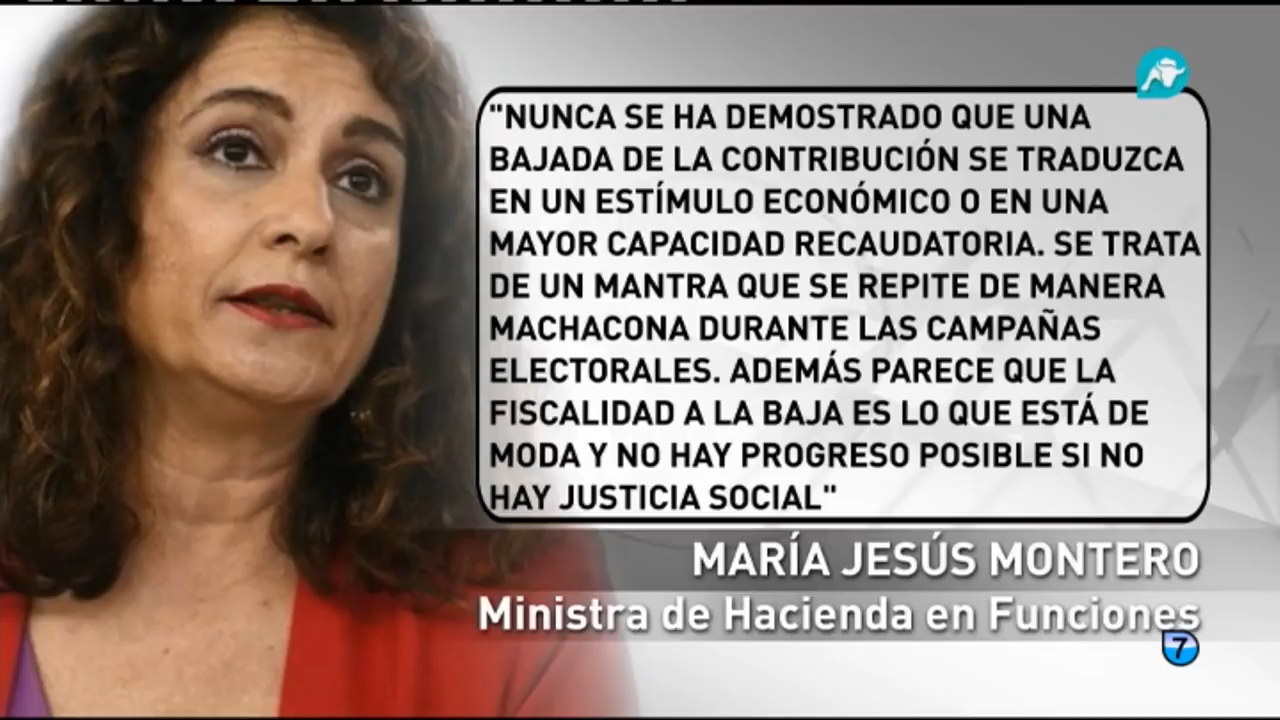 "NUNCA SE HA DEMOSTRADO QUE UNA
BAJADA DE LA CONTRIBUCIÓN SE TRADUZCA
EN UN ESTÍMULO ECONÓMICO O EN UNA
MAYOR CAPACIDAD RECAUDATORIA. SE TRATA
DE UN MANTRA QUE SE REPITE DE MANERA
MACHACONA DURANTE LAS CAMPAÑAS
ELECTORALES. ADEMÁS PARECE QUE LA
FISCALIDAD A LA BAJA ES LO QUE ESTÁ DE
MODA Y NO HAY PROGRESO POSIBLE SI NO
HAY JUSTICIA SOCIAL"
MARÍA JESÚS MONTERO
Ministra de Hacienda en Funciones
7